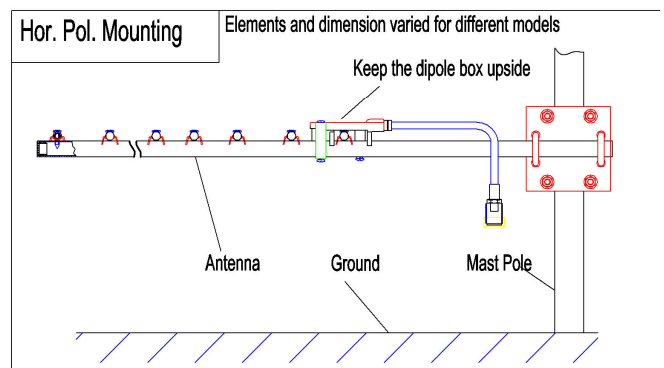 Hor. Pol. Mounting
Elements and dimension varied for different models
Keep the dipole box upside
Antenna
Ground
Mast Pole